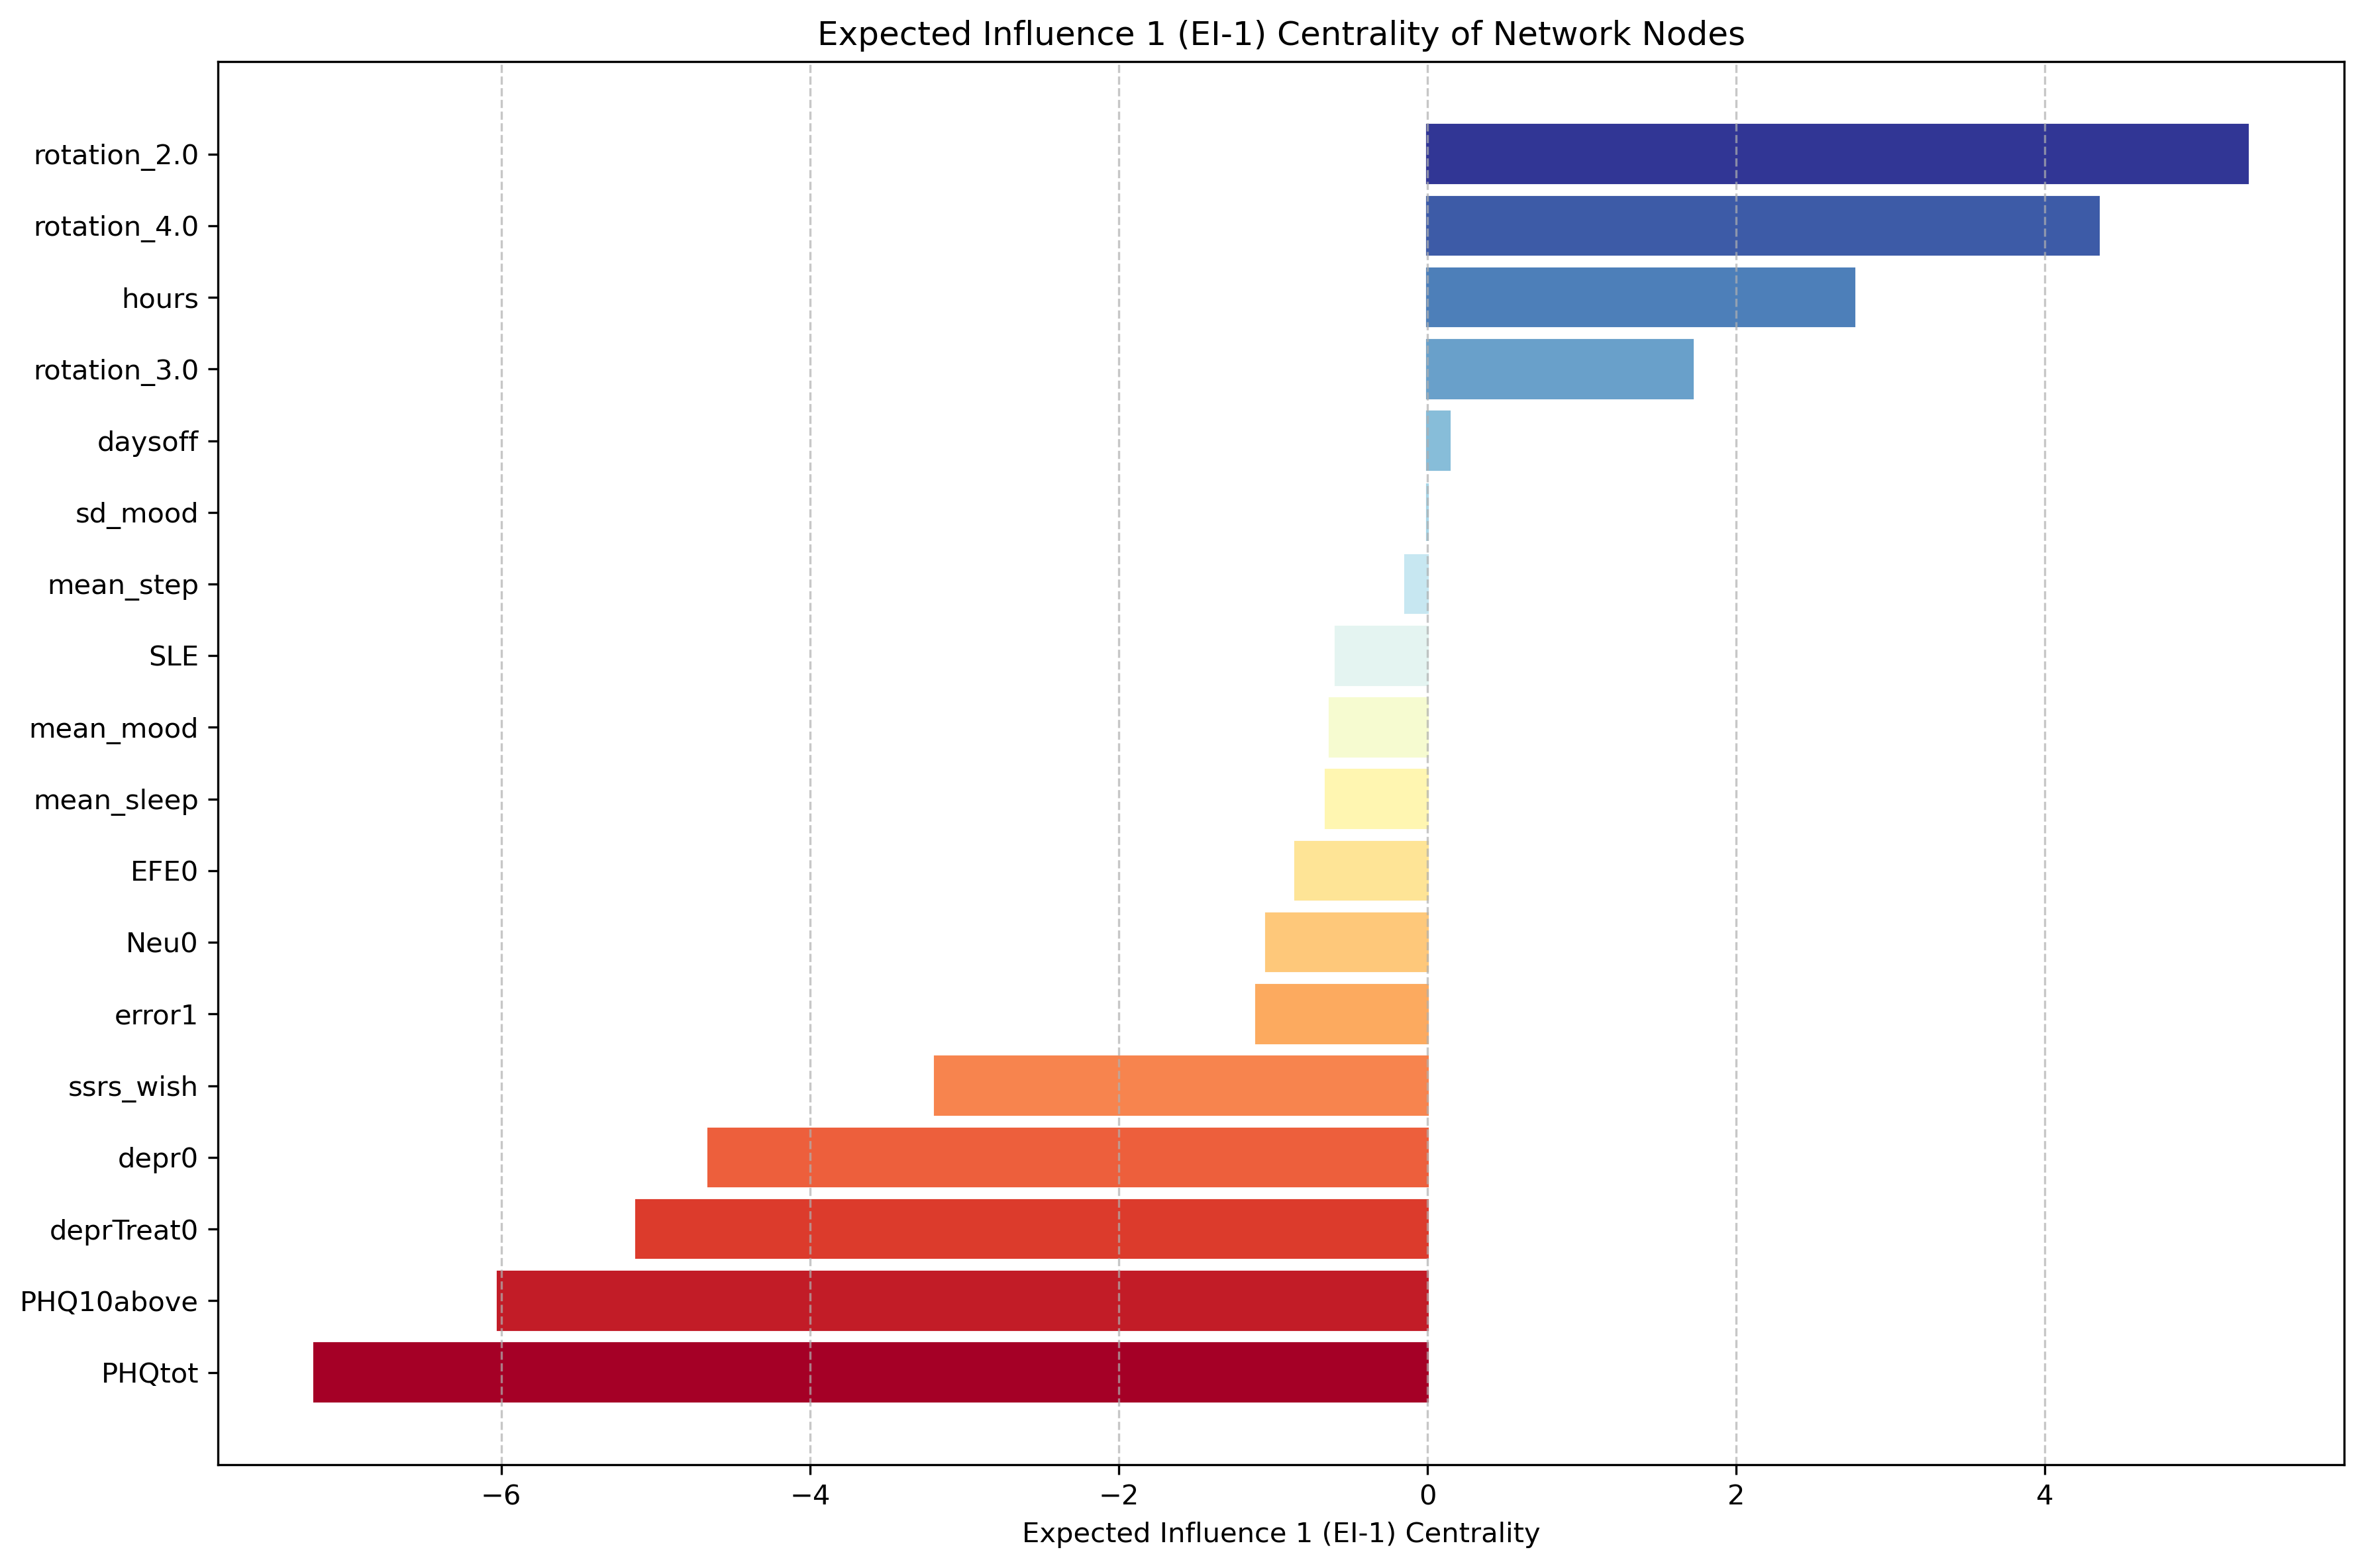 Expected Influence 1 (EI-1) Centrality of Network Nodes
rotation_2.0
rotation_4.0
hours
rotation_3.0
daysoff
sd_mood
mean_step
SLE
mean_mood
mean_sleep
EFE0
Neu0
error1
ssrs_wish
depr0
deprTreat0
PHQ10above
PHQtot
−6 −4 −2 0 2 4
Expected Influence 1 (EI-1) Centrality